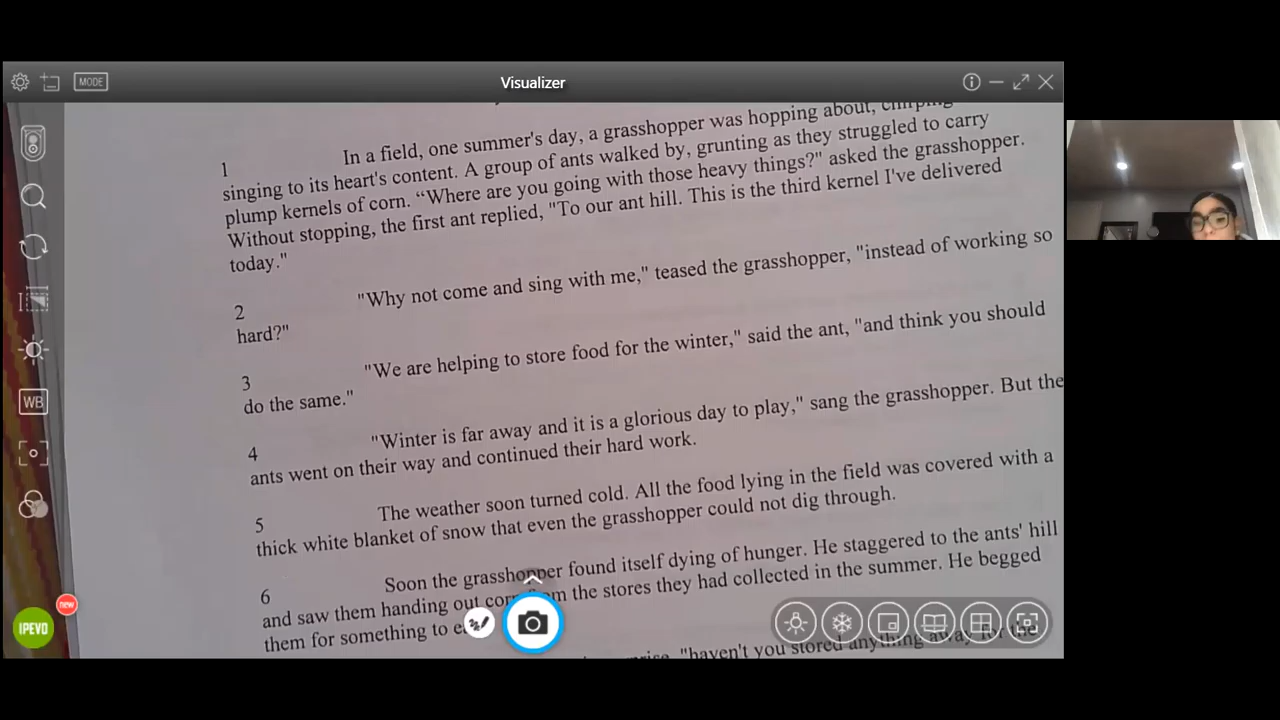 MODE
Visualizer
In a field, one summer's day, a grasshopper was hopping about,
1
singing to its heart's content. A group of ants walked by, grunting as they struggled to carry
plump kernels of corn. “Where are you going with those heavy things?" asked the grasshopper.
Without stopping, the first ant replied, "To our ant hill. This is the third kernel I've delivered
today."
2 "Why not come and sing with me," teased the grasshopper, "instead of working so
hard?"
3 "We are helping to store food for the winter," said the ant, "and think you should
do the same."
4 "Winter is far away and it is a glorious day to play," sang the grasshopper. But the
ants went on their way and continued their hard work.
5 The weather soon turned cold. All the food lying in the field was covered with a
thick white blanket of snow that even the grasshopper could not dig through.
6 Soon the grasshopper found itself dying of hunger. He staggered to the ants' hill
and saw them handing out the stores they had collected in the summer. He begged
them for something to
"haven't you stored anything away for the
WB
new
IPEVO